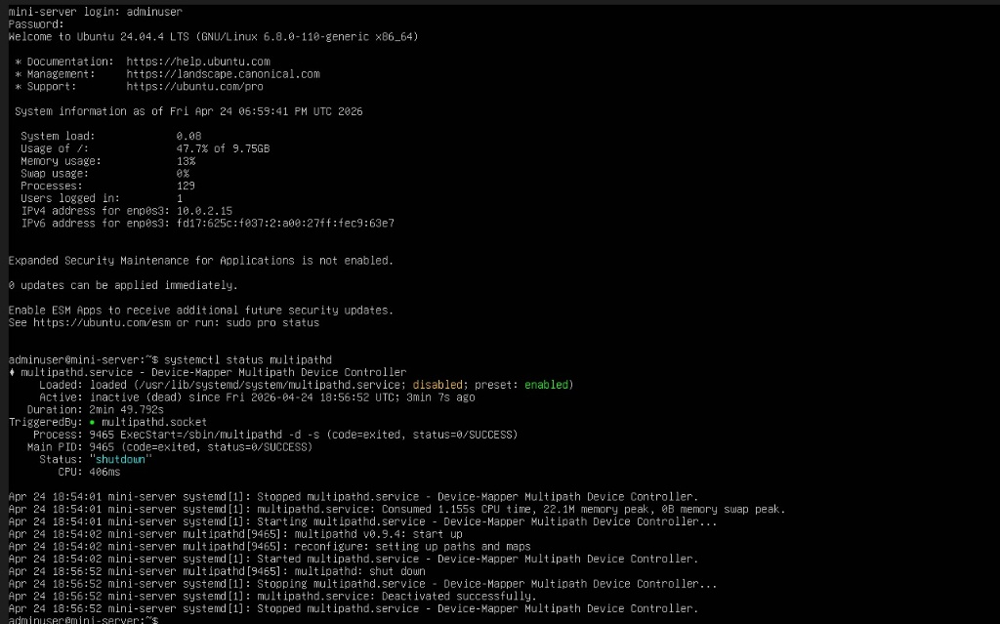 mini-server login: adminuser
Password:
Welcome to Ubuntu 24.04.4 LTS (GNU/Linux 6.8.0-110-generic x86_64)
* Documentation:  https://help.ubuntu.com
* Management:     https://landscape.canonical.com
* Support:        https://ubuntu.com/pro
System information as of Fri Apr 24 06:59:41 PM UTC 2026
System load:             0.08
Usage of /:              47.7% of 9.75GB
Memory usage:            13%
Swap usage:              0%
Processes:               129
Users logged in:         1
IPv4 address for enp0s3: 10.0.2.15
IPv6 address for enp0s3: fd17:625c:f037:2:a00:27ff:fec9:63e7
Expanded Security Maintenance for Applications is not enabled.
0 updates can be applied immediately.
Enable ESM Apps to receive additional future security updates.
See https://ubuntu.com/esm or run: sudo pro status
adminuser@mini-server:~$ systemctl status multipathd
♦ multipathd.service - Device-Mapper Multipath Device Controller
Loaded: loaded (/usr/lib/systemd/system/multipathd.service; disabled; preset: enabled)
Active: inactive (dead) since Fri 2026-04-24 18:56:52 UTC; 3min 7s ago
Duration: 2min 49.792s
TriggeredBy: ● multipathd.socket
Process: 9465 ExecStart=/sbin/multipathd -d -s (code=exited, status=0/SUCCESS)
Main PID: 9465 (code=exited, status=0/SUCCESS)
Status: "shutdown"
CPU: 406ms
Apr 24 18:54:01 mini-server systemd[1]: Stopped multipathd.service - Device-Mapper Multipath Device Controller.
Apr 24 18:54:01 mini-server systemd[1]: multipathd.service: Consumed 1.155s CPU time, 22.1M memory peak, 0B memory swap peak.
Apr 24 18:54:01 mini-server systemd[1]: Starting multipathd.service - Device-Mapper Multipath Device Controller...
Apr 24 18:54:02 mini-server multipathd[9465]: multipathd v0.9.4: start up
Apr 24 18:54:02 mini-server multipathd[9465]: reconfigure: setting up paths and maps
Apr 24 18:54:02 mini-server systemd[1]: Started multipathd.service - Device-Mapper Multipath Device Controller.
Apr 24 18:56:52 mini-server multipathd[9465]: multipathd: shut down
Apr 24 18:56:52 mini-server systemd[1]: Stopping multipathd.service - Device-Mapper Multipath Device Controller...
Apr 24 18:56:52 mini-server systemd[1]: multipathd.service: Deactivated successfully.
Apr 24 18:56:52 mini-server systemd[1]: Stopped multipathd.service - Device-Mapper Multipath Device Controller.
adminuser@mini-server:~$